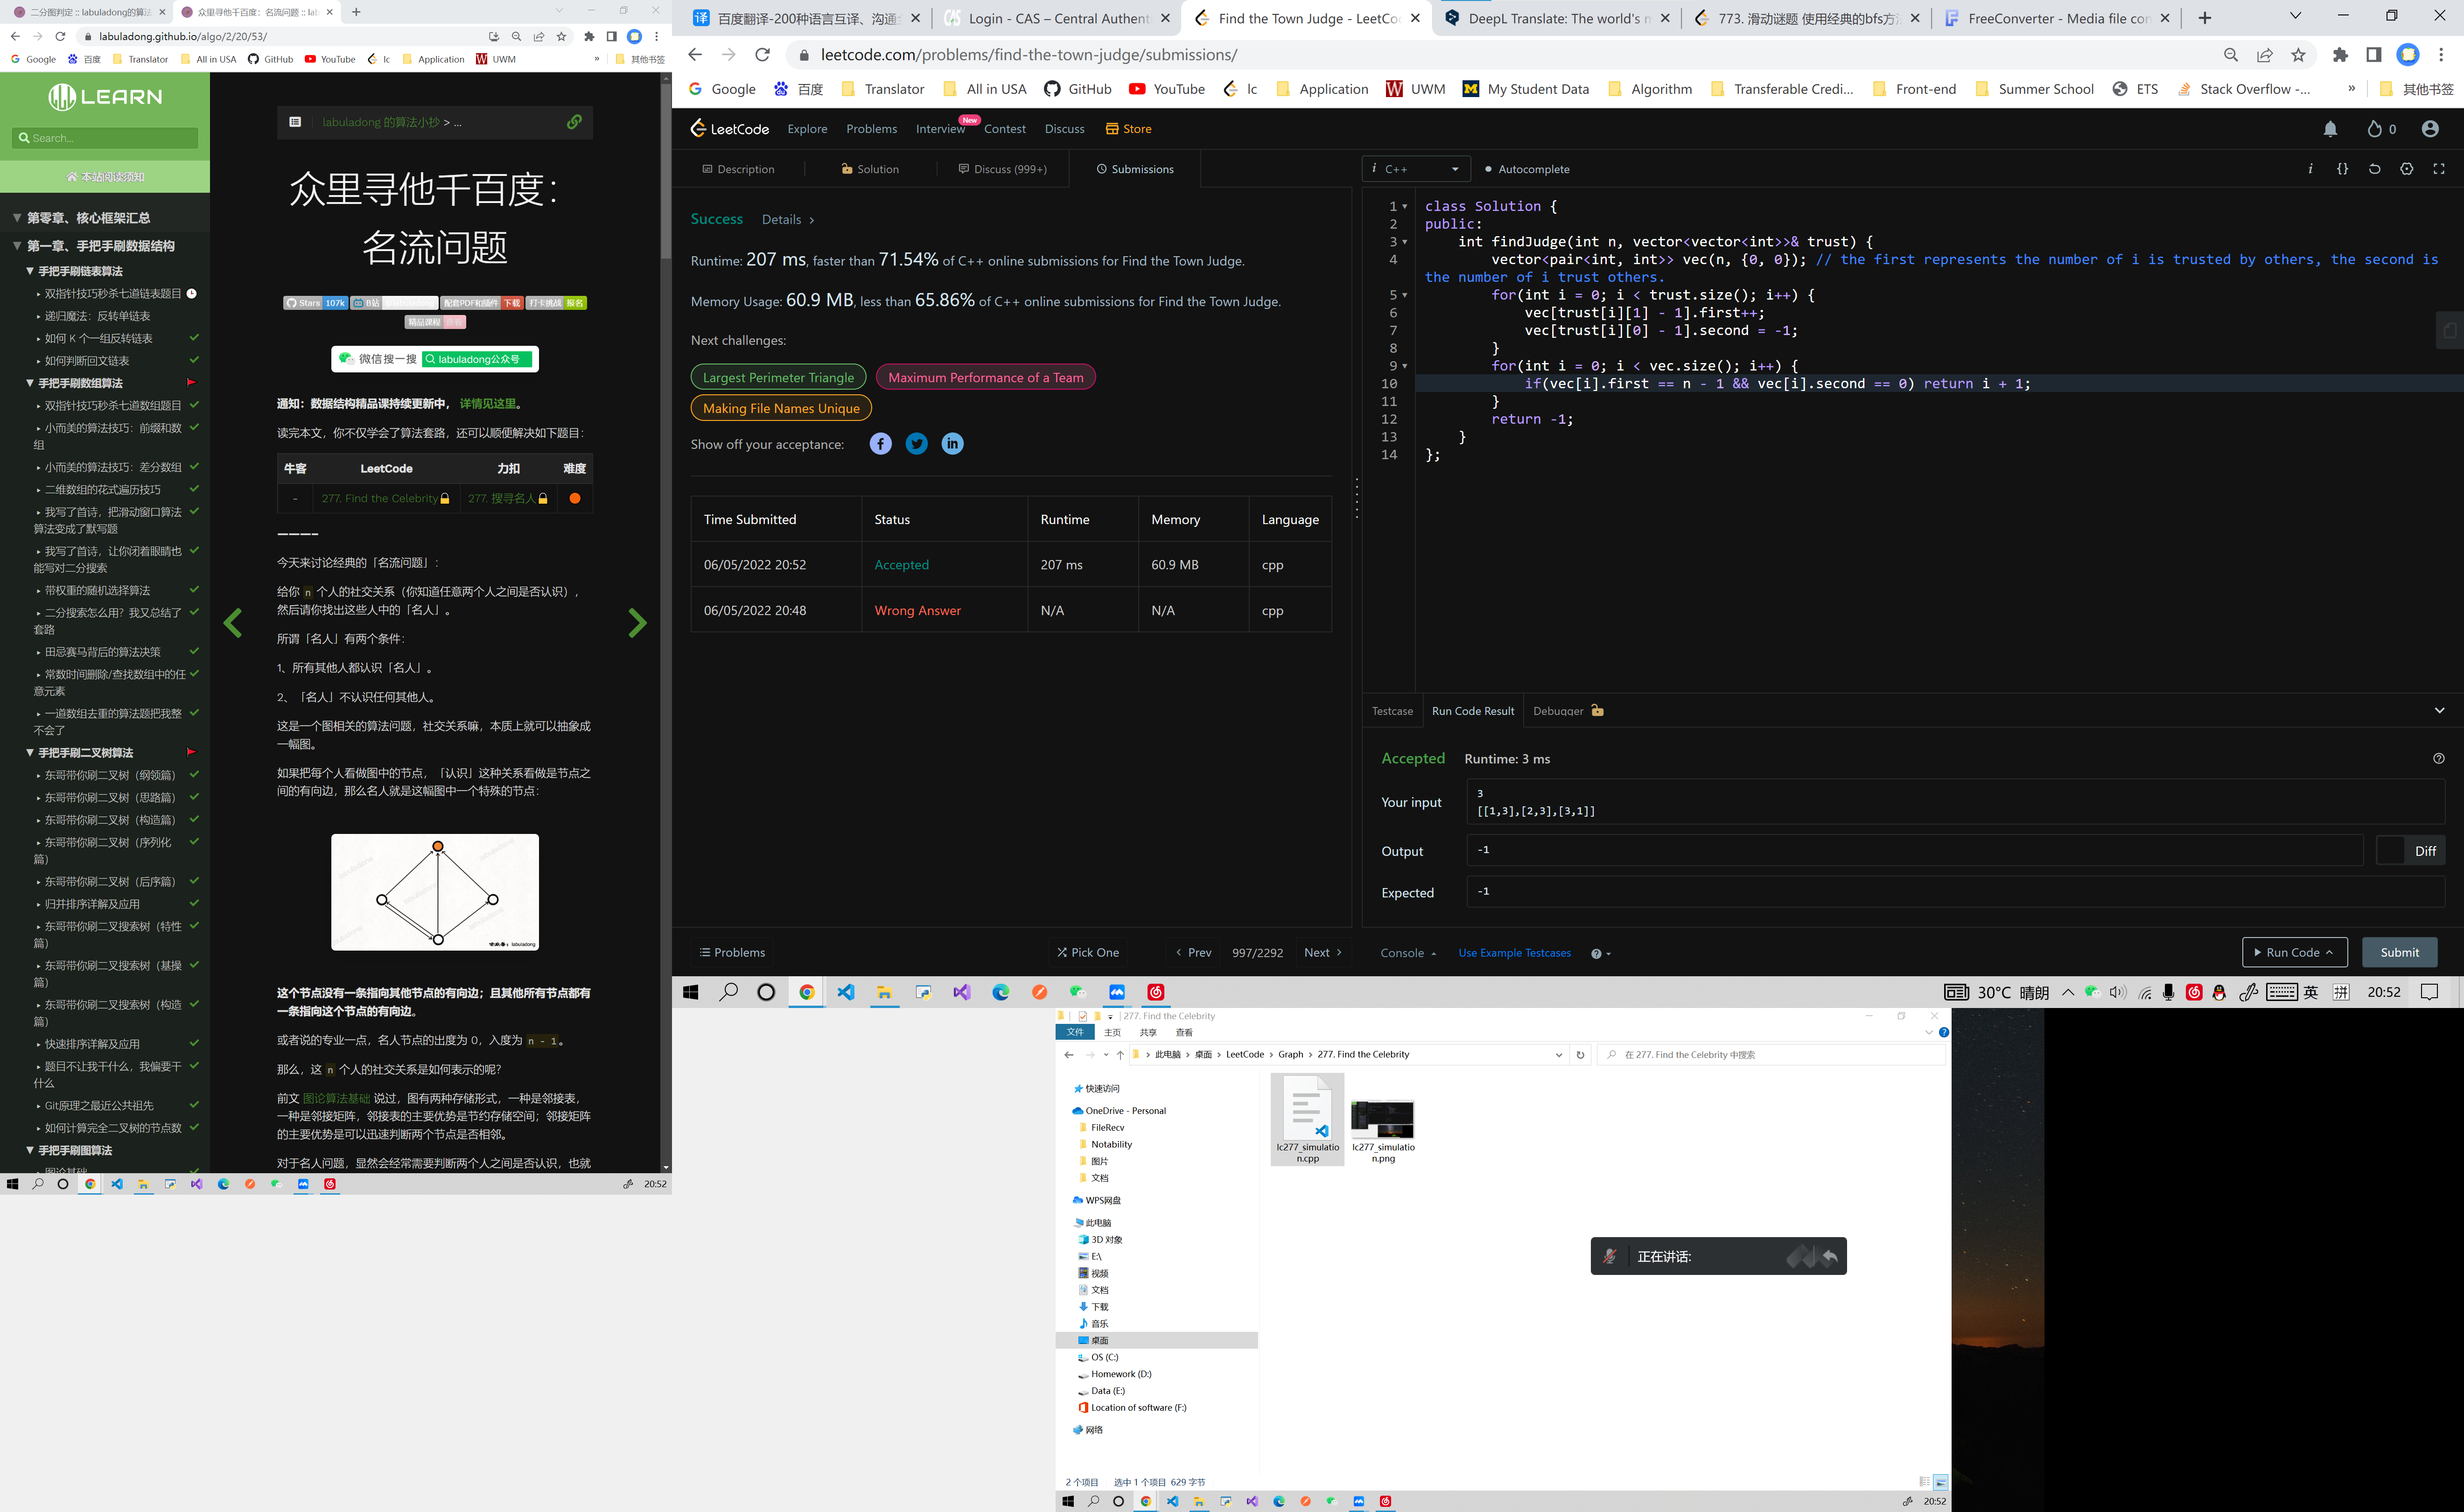 二分图判定 :: labuladong的算法
众里寻他千百度：名流问题 :: lab
labuladong.github.io/algo/2/20/53/
Google 百度 Translator All in USA GitHub YouTube lc Application UWM » 其他书签
LEARN
Search...
本站阅读须知
第零章、核心框架汇总
第一章、手把手刷数据结构
手把手刷链表算法
双指针技巧秒杀七道链表题目
递归魔法：反转单链表
如何 K 个一组反转链表
如何判断回文链表
手把手刷数组算法
双指针技巧秒杀七道数组题目
小而美的算法技巧：前缀和数
组
小而美的算法技巧：差分数组
二维数组的花式遍历技巧
我写了首诗，把滑动窗口算法
算法变成了默写题
我写了首诗，让你闭着眼睛也
能写对二分搜索
带权重的随机选择算法
二分搜索怎么用？我又总结了
套路
田忌赛马背后的算法决策
常数时间删除/查找数组中的任
意元素
一道数组去重的算法题把我整
不会了
手把手刷二叉树算法
东哥带你刷二叉树（纲领篇）
东哥带你刷二叉树（思路篇）
东哥带你刷二叉树（构造篇）
东哥带你刷二叉树（序列化
篇）
东哥带你刷二叉树（后序篇）
归并排序详解及应用
东哥带你刷二叉搜索树（特性
篇）
东哥带你刷二叉搜索树（基操
篇）
东哥带你刷二叉搜索树（构造
篇）
快速排序详解及应用
题目不让我干什么，我偏要干
什么
Git原理之最近公共祖先
如何计算完全二叉树的节点数
手把手刷图算法
图论基础
labuladong 的算法小抄 > ...
众里寻他千百度：
名流问题
Stars 107k B站 配套PDF和插件 下载 打卡挑战 报名
精品课程
微信搜一搜 labuladong公众号
通知：数据结构精品课持续更新中， 详情见这里。
读完本文，你不仅学会了算法套路，还可以顺便解决如下题目：
牛客 LeetCode 力扣 难度
- 277. Find the Celebrity 277. 搜寻名人
今天来讨论经典的「名流问题」：
给你 n 个人的社交关系（你知道任意两个人之间是否认识），
然后请你找出这些人中的「名人」。
所谓「名人」有两个条件：
1、所有其他人都认识「名人」。
2、「名人」不认识任何其他人。
这是一个图相关的算法问题，社交关系嘛，本质上就可以抽象成
一幅图。
如果把每个人看做图中的节点，「认识」这种关系看做是节点之
间的有向边，那么名人就是这幅图中一个特殊的节点：
这个节点没有一条指向其他节点的有向边；且其他所有节点都有
一条指向这个节点的有向边。
或者说的专业一点，名人节点的出度为 0，入度为 n - 1 。
那么，这 n 个人的社交关系是如何表示的呢？
前文 图论算法基础 说过，图有两种存储形式，一种是邻接表，
一种是邻接矩阵，邻接表的主要优势是节约存储空间；邻接矩阵
的主要优势是可以迅速判断两个节点是否相邻。
对于名人问题，显然会经常需要判断两个人之间是否认识，也就
20:52
百度翻译-200种语言互译、沟通
Login - CAS – Central Authenti
Find the Town Judge - LeetCod
DeepL Translate: The world's m
773. 滑动谜题 使用经典的bfs方
FreeConverter - Media file con
leetcode.com/problems/find-the-town-judge/submissions/
Google 百度 Translator All in USA GitHub YouTube lc Application UWM My Student Data Algorithm Transferable Credi... Front-end Summer School ETS Stack Overflow -... » 其他书签
LeetCode Explore Problems Interview New Contest Discuss Store 0
Description Solution Discuss (999+) Submissions
Success Details
Runtime: 207 ms, faster than 71.54% of C++ online submissions for Find the Town Judge.
Memory Usage: 60.9 MB, less than 65.86% of C++ online submissions for Find the Town Judge.
Next challenges:
Largest Perimeter Triangle Maximum Performance of a Team
Making File Names Unique
Show off your acceptance:
Time Submitted Status Runtime Memory Language
06/05/2022 20:52 Accepted 207 ms 60.9 MB cpp
06/05/2022 20:48 Wrong Answer N/A N/A cpp
Problems Pick One Prev 997/2292 Next
i C++ Autocomplete
1 class Solution {
2 public:
3 int findJudge(int n, vector<vector<int>>& trust) {
4 vector<pair<int, int>> vec(n, {0, 0}); // the first represents the number of i is trusted by others, the second is
the number of i trust others.
5 for(int i = 0; i < trust.size(); i++) {
6 vec[trust[i][1] - 1].first++;
7 vec[trust[i][0] - 1].second = -1;
8 }
9 for(int i = 0; i < vec.size(); i++) {
10 if(vec[i].first == n - 1 && vec[i].second == 0) return i + 1;
11 }
12 return -1;
13 }
14 };
Testcase Run Code Result Debugger
Accepted Runtime: 3 ms
Your input
3
[[1,3],[2,3],[3,1]]
Output -1 Diff
Expected -1
Console Use Example Testcases Run Code Submit
30°C 晴朗 英 拼 20:52
277. Find the Celebrity
文件 主页 共享 查看
此电脑 › 桌面 › LeetCode › Graph › 277. Find the Celebrity
在 277. Find the Celebrity 中搜索
快速访问
OneDrive - Personal
FileRecv
Notability
图片
文档
WPS网盘
此电脑
3D 对象
E:\
视频
文档
下载
音乐
桌面
OS (C:)
Homework (D:)
Data (E:)
Location of software (F:)
网络
lc277_simulatio
n.cpp
lc277_simulatio
n.png
正在讲话:
2 个项目 选中 1 个项目 629 字节
20:52